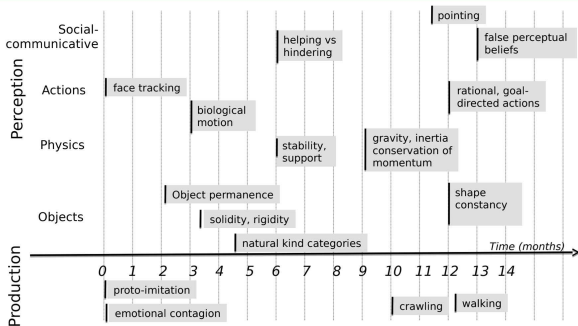 pointing
Social-
communicative
helping vs
hindering
false perceptual
beliefs
Perception
Actions
face tracking
rational, goal-
directed actions
biological
motion
Physics
stability,
support
gravity, inertia
conservation of
momentum
Object permanence
shape
constancy
Objects
solidity, rigidity
natural kind categories
Time (months)
0 1 2 3 4 5 6 7 8 9 10 11 12 13 14
Production
proto-imitation
emotional contagion
crawling
walking